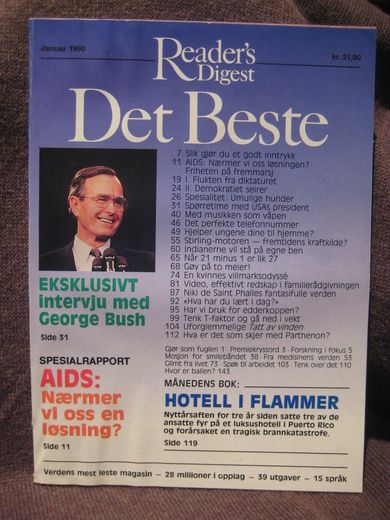 Januar 1990
Reader's
Digest
kr. 21,00
Det Beste
7 Slik gjør du et godt inntrykk
11 AIDS: Nærmer vi oss løsningen?
Friheten på fremmarsj
19 I. Flukten fra diktaturet
24 II. Demokratiet seirer
26 Spesialitet: Umulige hunder
31 Spørretime med USAs president
40 Med musikken som våpen
46 Det perfekte telefonnummer
49 Hjelper ungene dine til hjemme?
55 Stirling-motoren — fremtidens kraftkilde?
60 Indianerne vil stå på egne ben
65 Når 21 minus 1 er lik 27
68 Gøy på to meier!
74 En kvinnes villmarksodyssé
81 Video, effektivt redskap i familierådgivningen
87 Niki de Saint Phalles fantasifulle verden
92 «Hva har du lært i dag?»
95 Har vi bruk for edderkoppen?
99 Tenk T-faktor og gå ned i vekt
104 Uforglemmelige Tatt av vinden
112 Hva er det som skjer med Parthenon?
Gjør som fuglen 1 · Premiekryssord 3 · Forskning i fokus 5
Mosjon for smilebåndet 38 · Fra medisinens verden 53
Glimt fra livet 73 · Spøk til arbeidet 103 · Tenk over det 110
Hvor er ballen? 143
EKSKLUSIVT
intervju med
George Bush
Side 31
SPESIALRAPPORT
AIDS:
Nærmer
vi oss en
løsning?
Side 11
MÅNEDENS BOK:
HOTELL I FLAMMER
Nyttårsaften for tre år siden satte tre av de
ansatte fyr på et luksushotell i Puerto Rico
og forårsaket en tragisk brannkatastrofe.
Side 119
Verdens mest leste magasin — 28 millioner i opplag — 39 utgaver — 15 språk